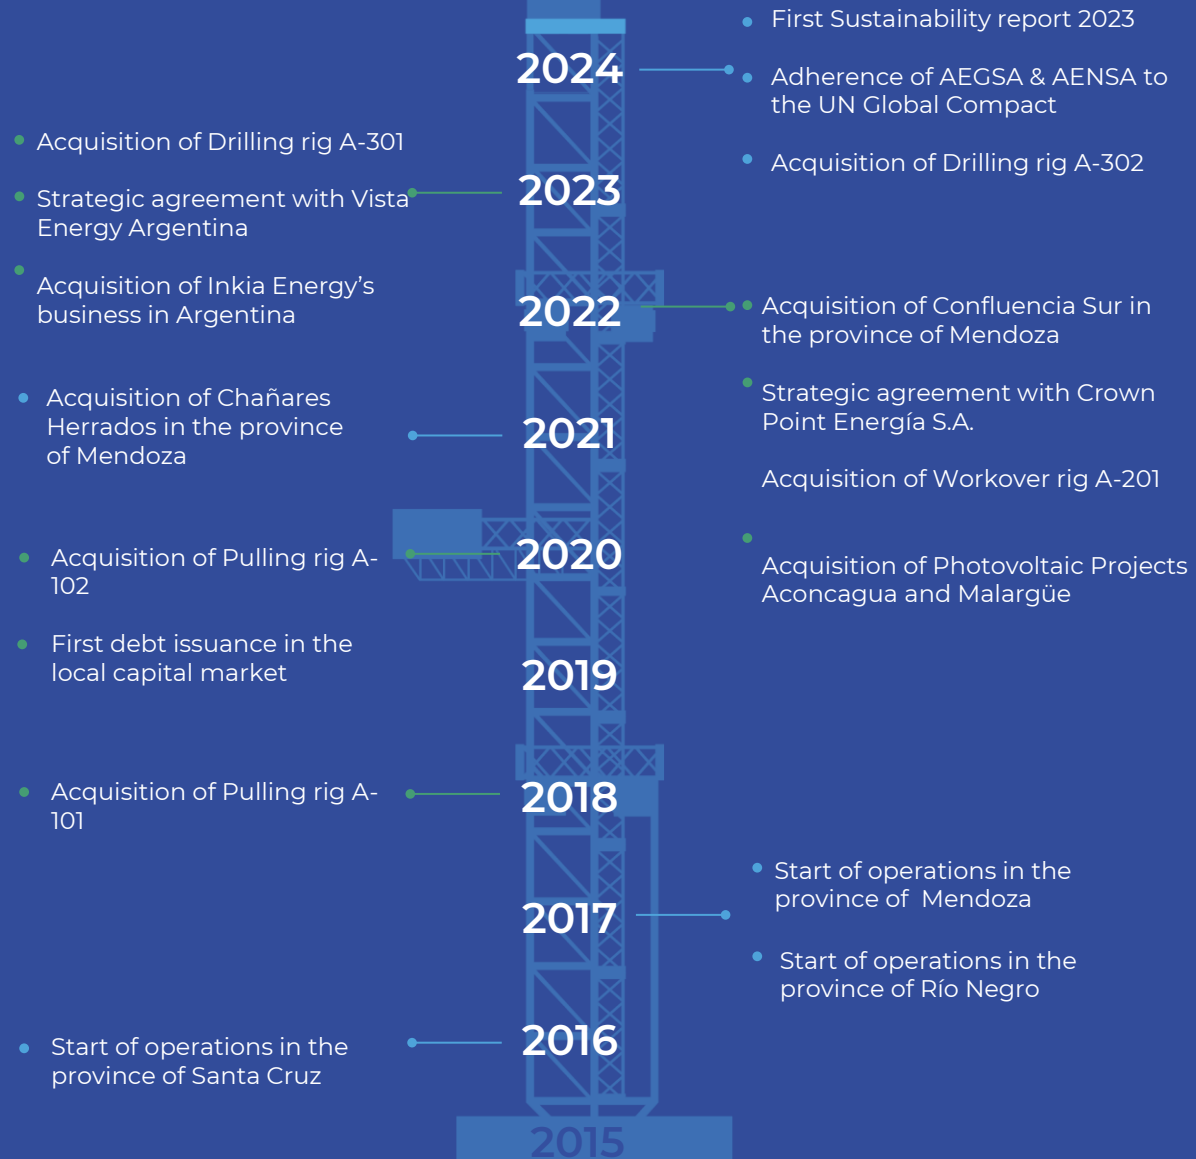 2024
First Sustainability report 2023
Adherence of AEGSA & AENSA to
the UN Global Compact
Acquisition of Drilling rig A-302
2023
Acquisition of Drilling rig A-301
Strategic agreement with Vista
Energy Argentina
Acquisition of Inkia Energy’s
business in Argentina
2022
Acquisition of Confluencia Sur in
the province of Mendoza
Strategic agreement with Crown
Point Energía S.A.
Acquisition of Workover rig A-201
Acquisition of Photovoltaic Projects
Aconcagua and Malargüe
2021
Acquisition of Chañares
Herrados in the province
of Mendoza
2020
Acquisition of Pulling rig A-
102
First debt issuance in the
local capital market
2019
2018
Acquisition of Pulling rig A-
101
2017
Start of operations in the
province of  Mendoza
Start of operations in the
province of Río Negro
2016
Start of operations in the
province of Santa Cruz
2015